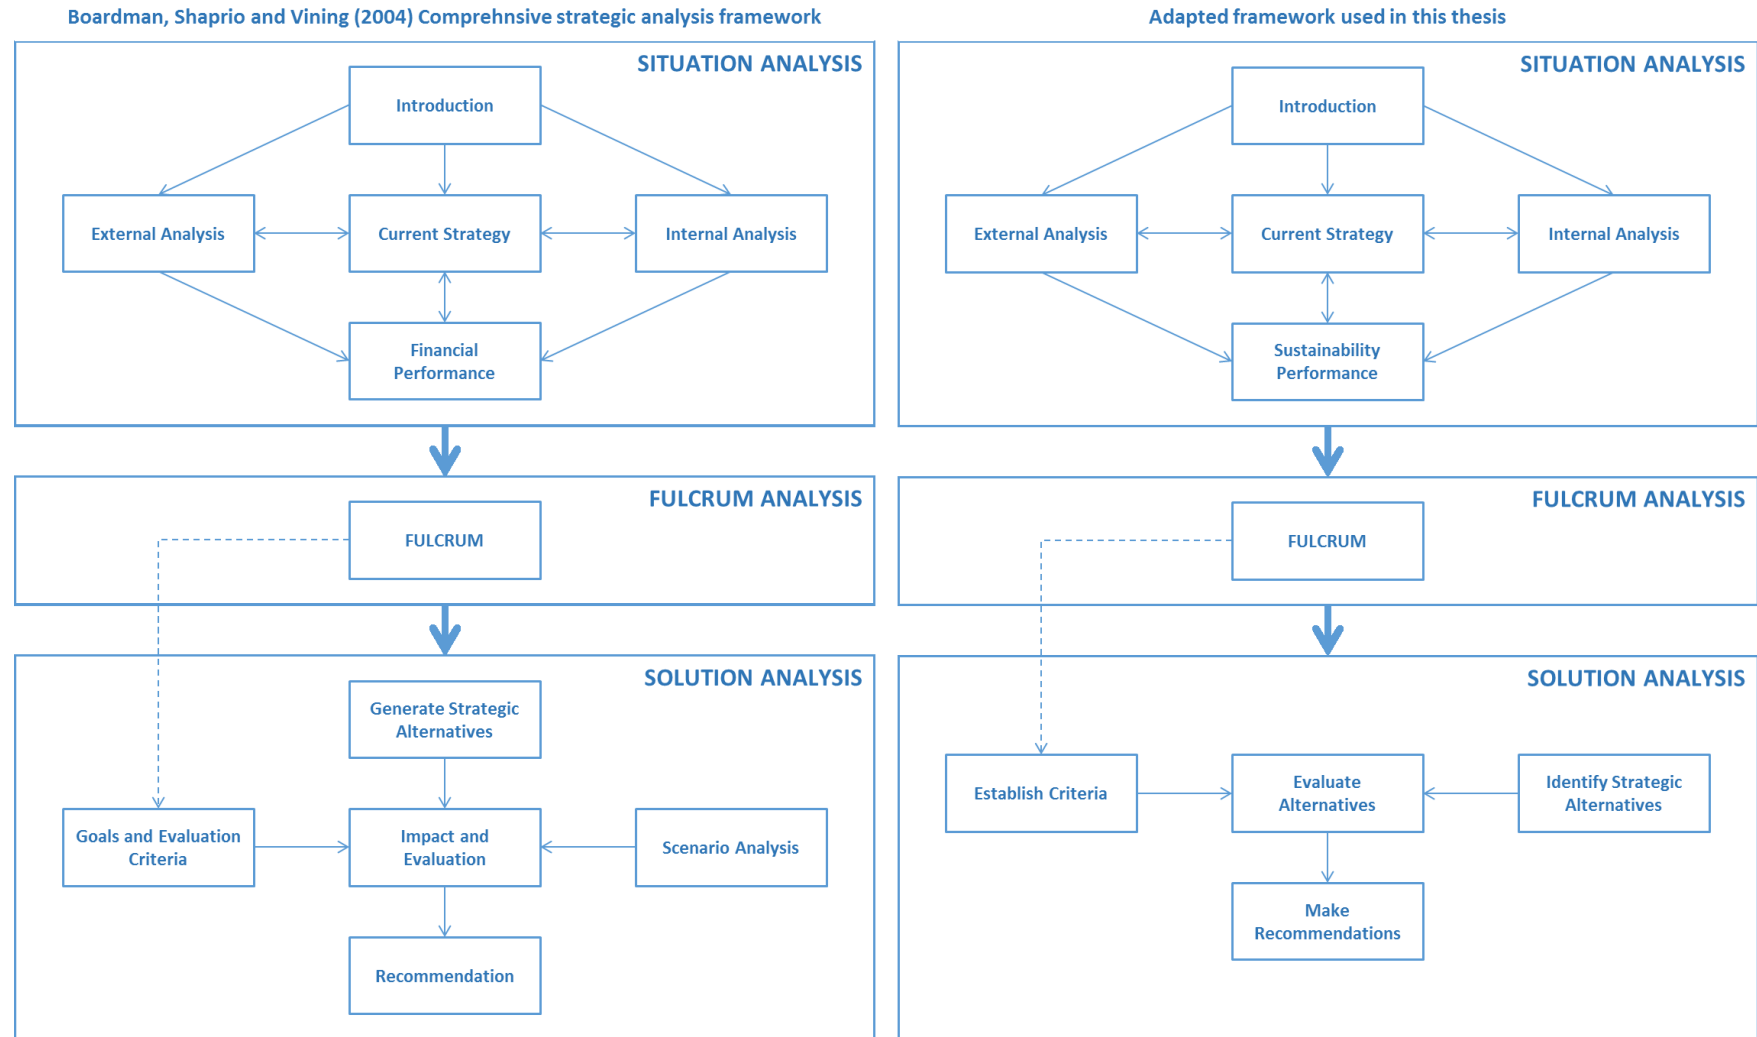 Boardman, Shaprio and Vining (2004) Comprehnsive strategic analysis framework
SITUATION ANALYSIS
Introduction
External Analysis
Current Strategy
Internal Analysis
Financial
Performance
FULCRUM ANALYSIS
FULCRUM
SOLUTION ANALYSIS
Generate Strategic
Alternatives
Goals and Evaluation
Criteria
Impact and
Evaluation
Scenario Analysis
Recommendation
Adapted framework used in this thesis
SITUATION ANALYSIS
Introduction
External Analysis
Current Strategy
Internal Analysis
Sustainability
Performance
FULCRUM ANALYSIS
FULCRUM
SOLUTION ANALYSIS
Establish Criteria
Evaluate
Alternatives
Identify Strategic
Alternatives
Make
Recommendations